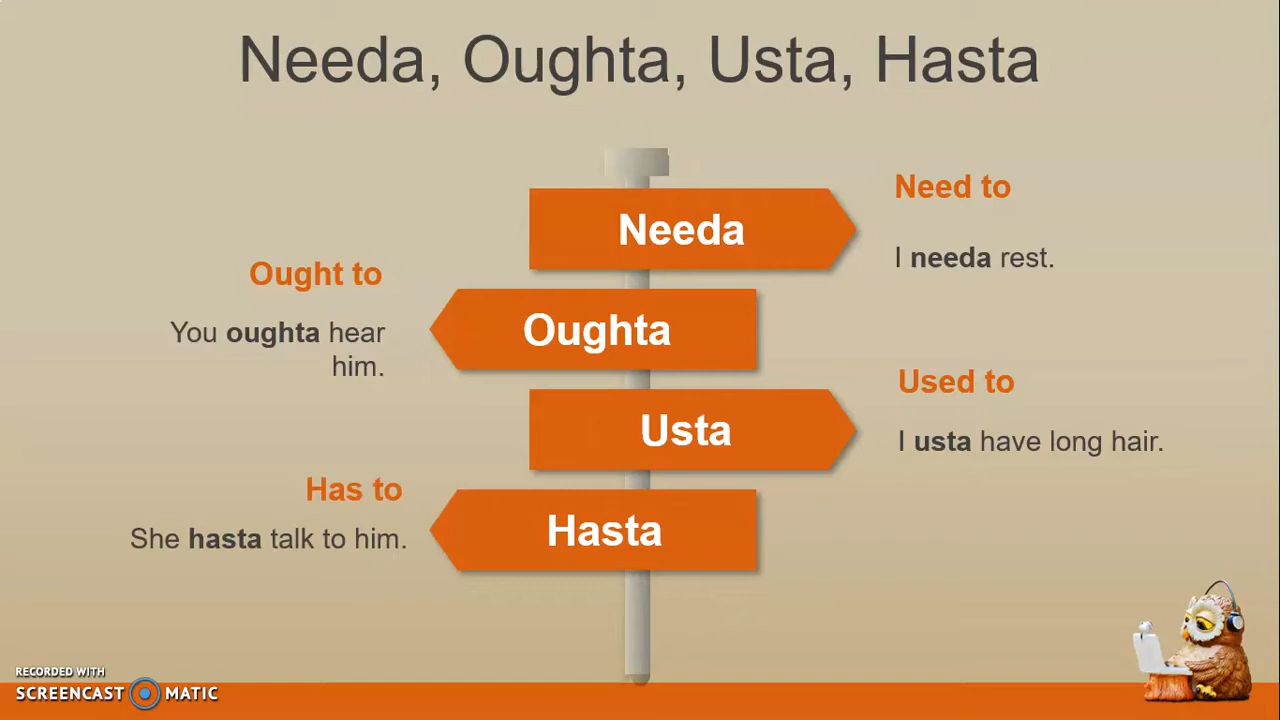 Needa, Oughta, Usta, Hasta
Needa
Need to
I needa rest.
Oughta
Ought to
You oughta hear
him.
Usta
Used to
I usta have long hair.
Hasta
Has to
She hasta talk to him.
RECORDED WITH
SCREENCAST MATIC